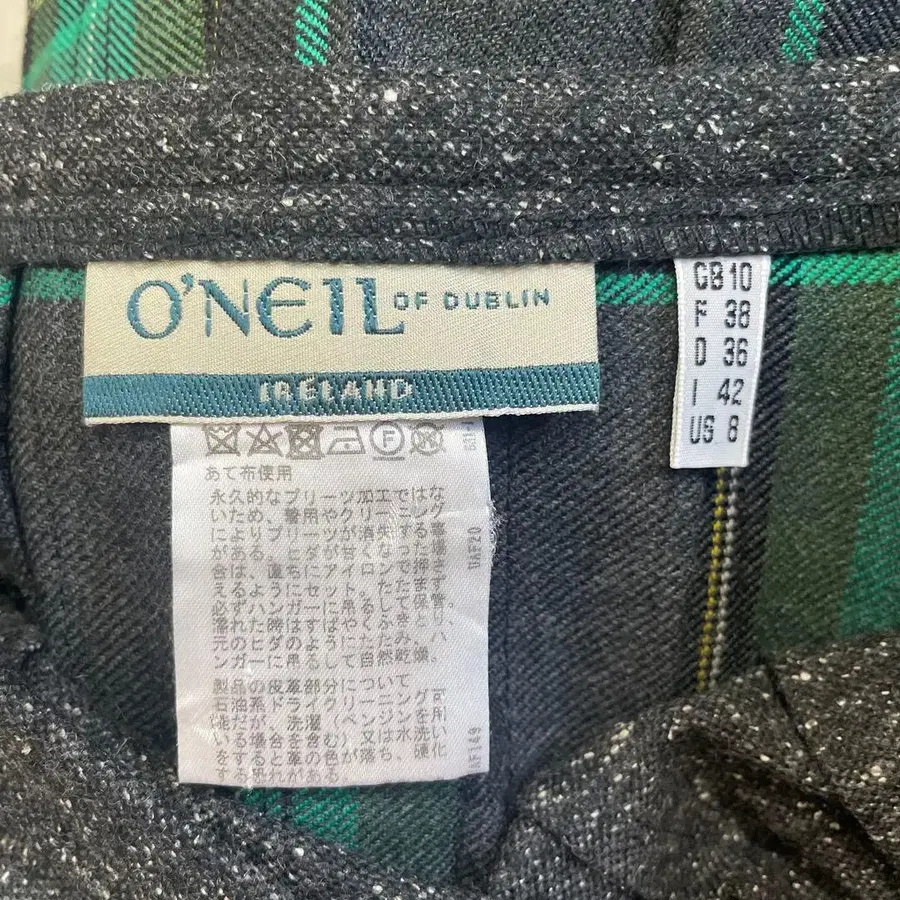 O'NEIL OF DUBLIN
IRELAND
GB 10
F 38
D 36
I 42
US 8
F
あて布使用
永久的なプリーツ加工ではな
いため、着用やクリーニング
によりプリーツが消失する事
がある。ヒダが甘くなった場
合は、直ちにアイロンで押さ
えるようにセット。たたまず
必ずハンガーに吊るして保管。
濡れた時はすばやくふきとり、
元のヒダのようにたたみ、ハ
ンガーに吊るして自然乾燥。
製品の皮革部分について
石油系ドライクリーニング可
能だが、洗濯(ベンジンを用
いる場合を含む)又は水洗い
をすると革が色落ち、硬化
する恐れがある
UAF20
AF149